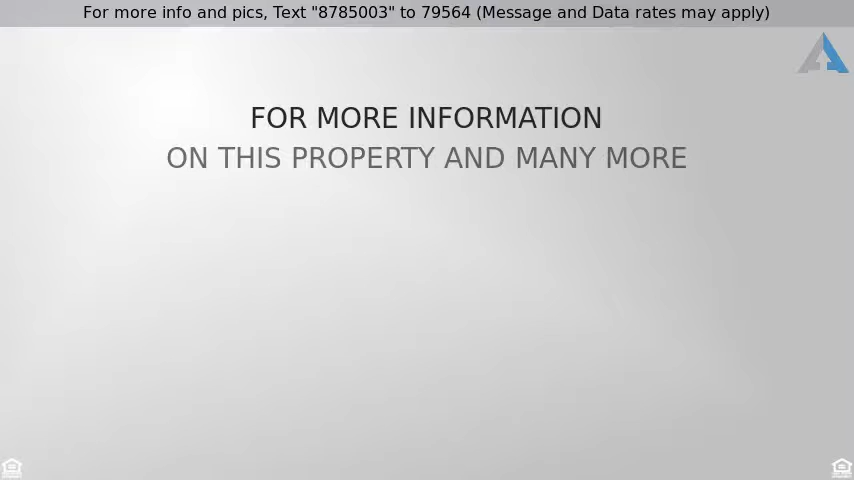 For more info and pics, Text "8785003" to 79564 (Message and Data rates may apply)
FOR MORE INFORMATION
ON THIS PROPERTY AND MANY MORE